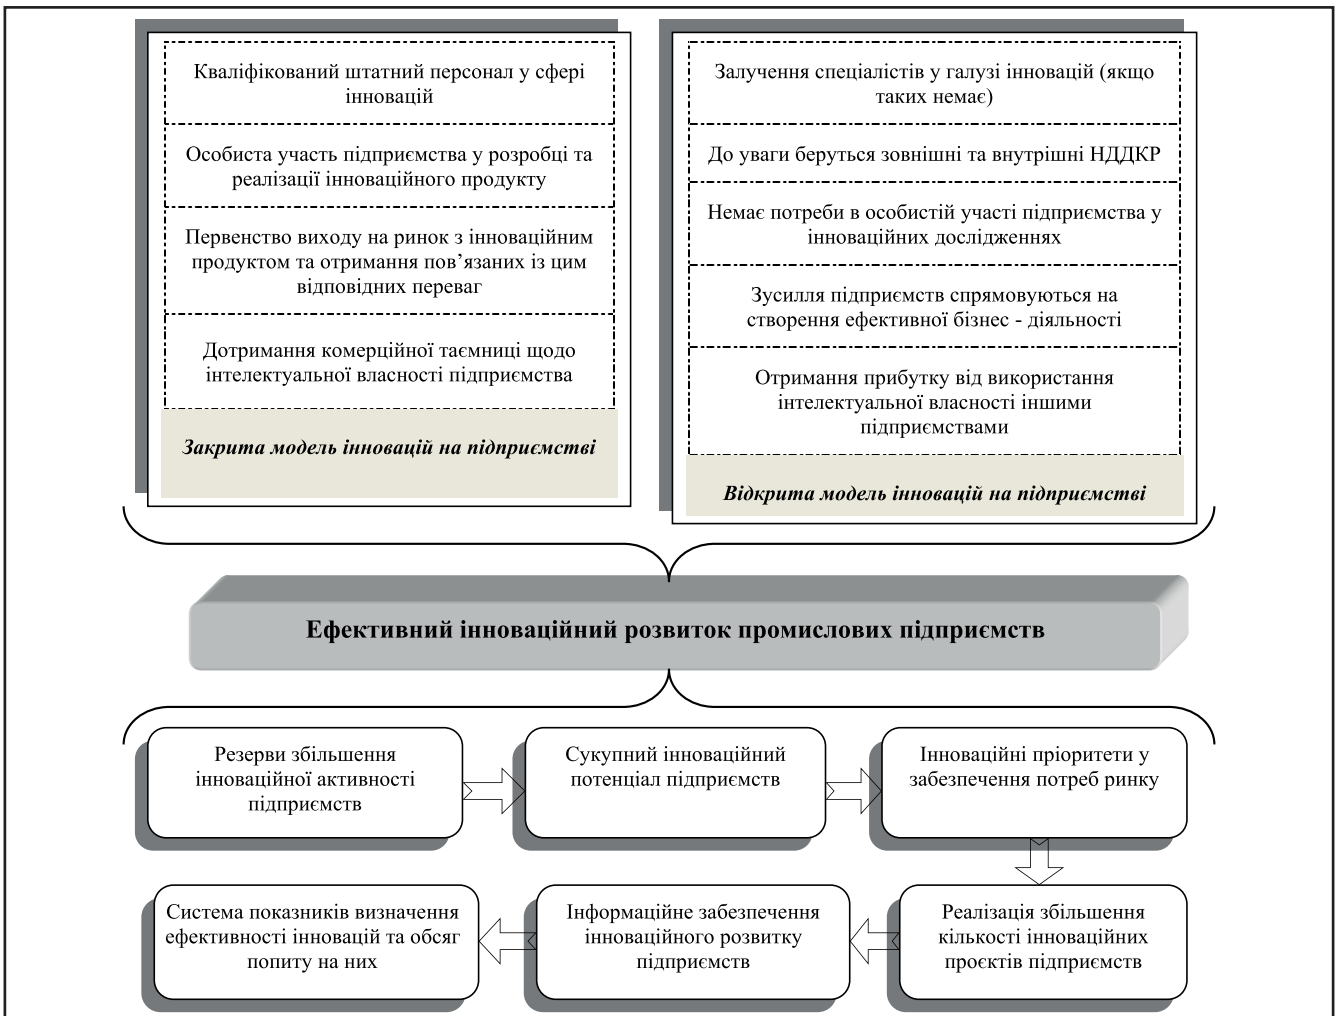 Кваліфікований штатний персонал у сфері
інновацій
Особиста участь підприємства у розробці та
реалізації інноваційного продукту
Первенство виходу на ринок з інноваційним
продуктом та отримання пов’язаних із цим
відповідних переваг
Дотримання комерційної таємниці щодо
інтелектуальної власності підприємства
Закрита модель інновацій на підприємстві
Залучення спеціалістів у галузі інновацій (якщо
таких немає)
До уваги беруться зовнішні та внутрішні НДДКР
Немає потреби в особистій участі підприємства у
інноваційних дослідженнях
Зусилля підприємств спрямовуються на
створення ефективної бізнес - діяльності
Отримання прибутку від використання
інтелектуальної власності іншими
підприємствами
Відкрита модель інновацій на підприємстві
Ефективний інноваційний розвиток промислових підприємств
Резерви збільшення
інноваційної активності
підприємств
Сукупний інноваційний
потенціал підприємств
Інноваційні пріоритети у
забезпечення потреб ринку
Реалізація збільшення
кількості інноваційних
проєктів підприємств
Інформаційне забезпечення
інноваційного розвитку
підприємств
Система показників визначення
ефективності інновацій та обсяг
попиту на них